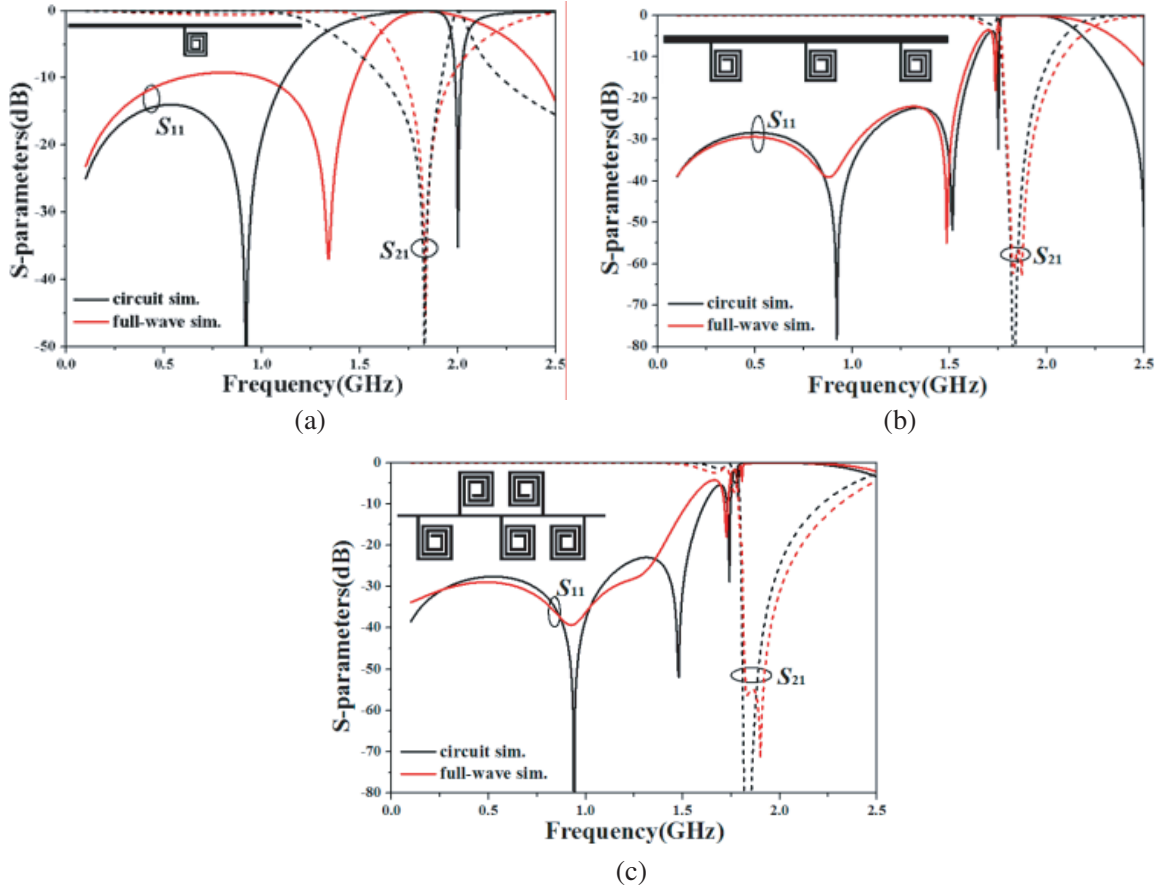 0
-10
-20
-30
-40
-50
S-parameters(dB)
S11
S21
circuit sim.
full-wave sim.
0.0 0.5 1.0 1.5 2.0 2.5
Frequency(GHz)
(a)
0
-10
-20
-30
-40
-50
-60
-70
-80
S-parameters(dB)
S11
S21
circuit sim.
full-wave sim.
0.0 0.5 1.0 1.5 2.0 2.5
Frequency(GHz)
(b)
0
-10
-20
-30
-40
-50
-60
-70
-80
S-parameters(dB)
S11
S21
circuit sim.
full-wave sim.
0.0 0.5 1.0 1.5 2.0 2.5
Frequency(GHz)
(c)